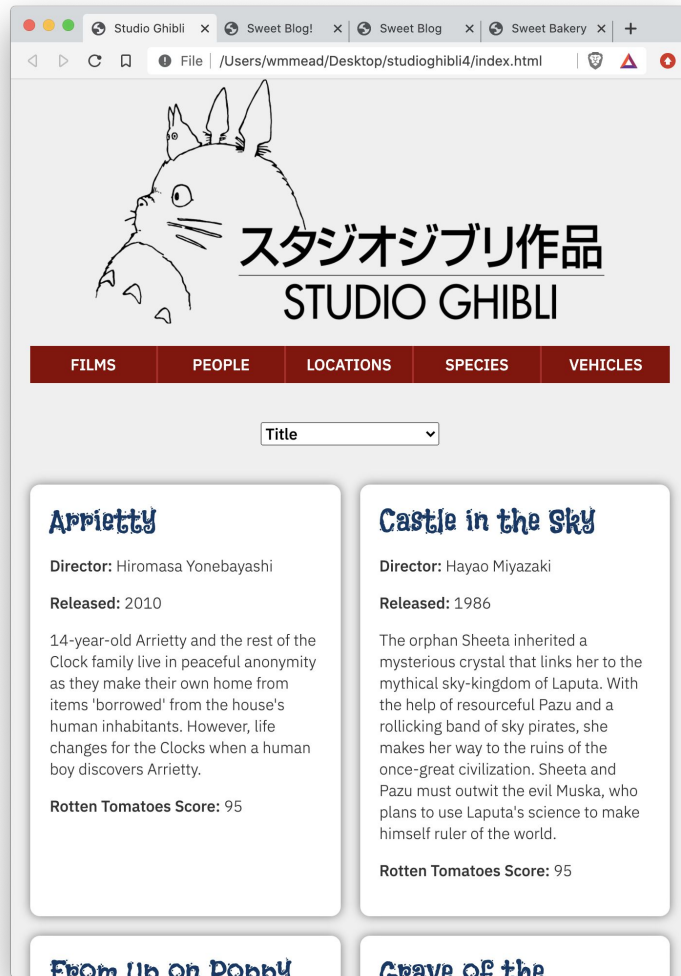 Studio Ghibli
Sweet Blog!
Sweet Blog
Sweet Bakery
File
/Users/wmmead/Desktop/studioghibli4/index.html
スタジオジブリ作品
STUDIO GHIBLI
FILMS
PEOPLE
LOCATIONS
SPECIES
VEHICLES
Title
Arrietty
Director: Hiromasa Yonebayashi
Released: 2010
14-year-old Arrietty and the rest of the
Clock family live in peaceful anonymity
as they make their own home from
items 'borrowed' from the house's
human inhabitants. However, life
changes for the Clocks when a human
boy discovers Arrietty.
Rotten Tomatoes Score: 95
Castle in the Sky
Director: Hayao Miyazaki
Released: 1986
The orphan Sheeta inherited a
mysterious crystal that links her to the
mythical sky-kingdom of Laputa. With
the help of resourceful Pazu and a
rollicking band of sky pirates, she
makes her way to the ruins of the
once-great civilization. Sheeta and
Pazu must outwit the evil Muska, who
plans to use Laputa's science to make
himself ruler of the world.
Rotten Tomatoes Score: 95
From Up on Poppy
Grave of the